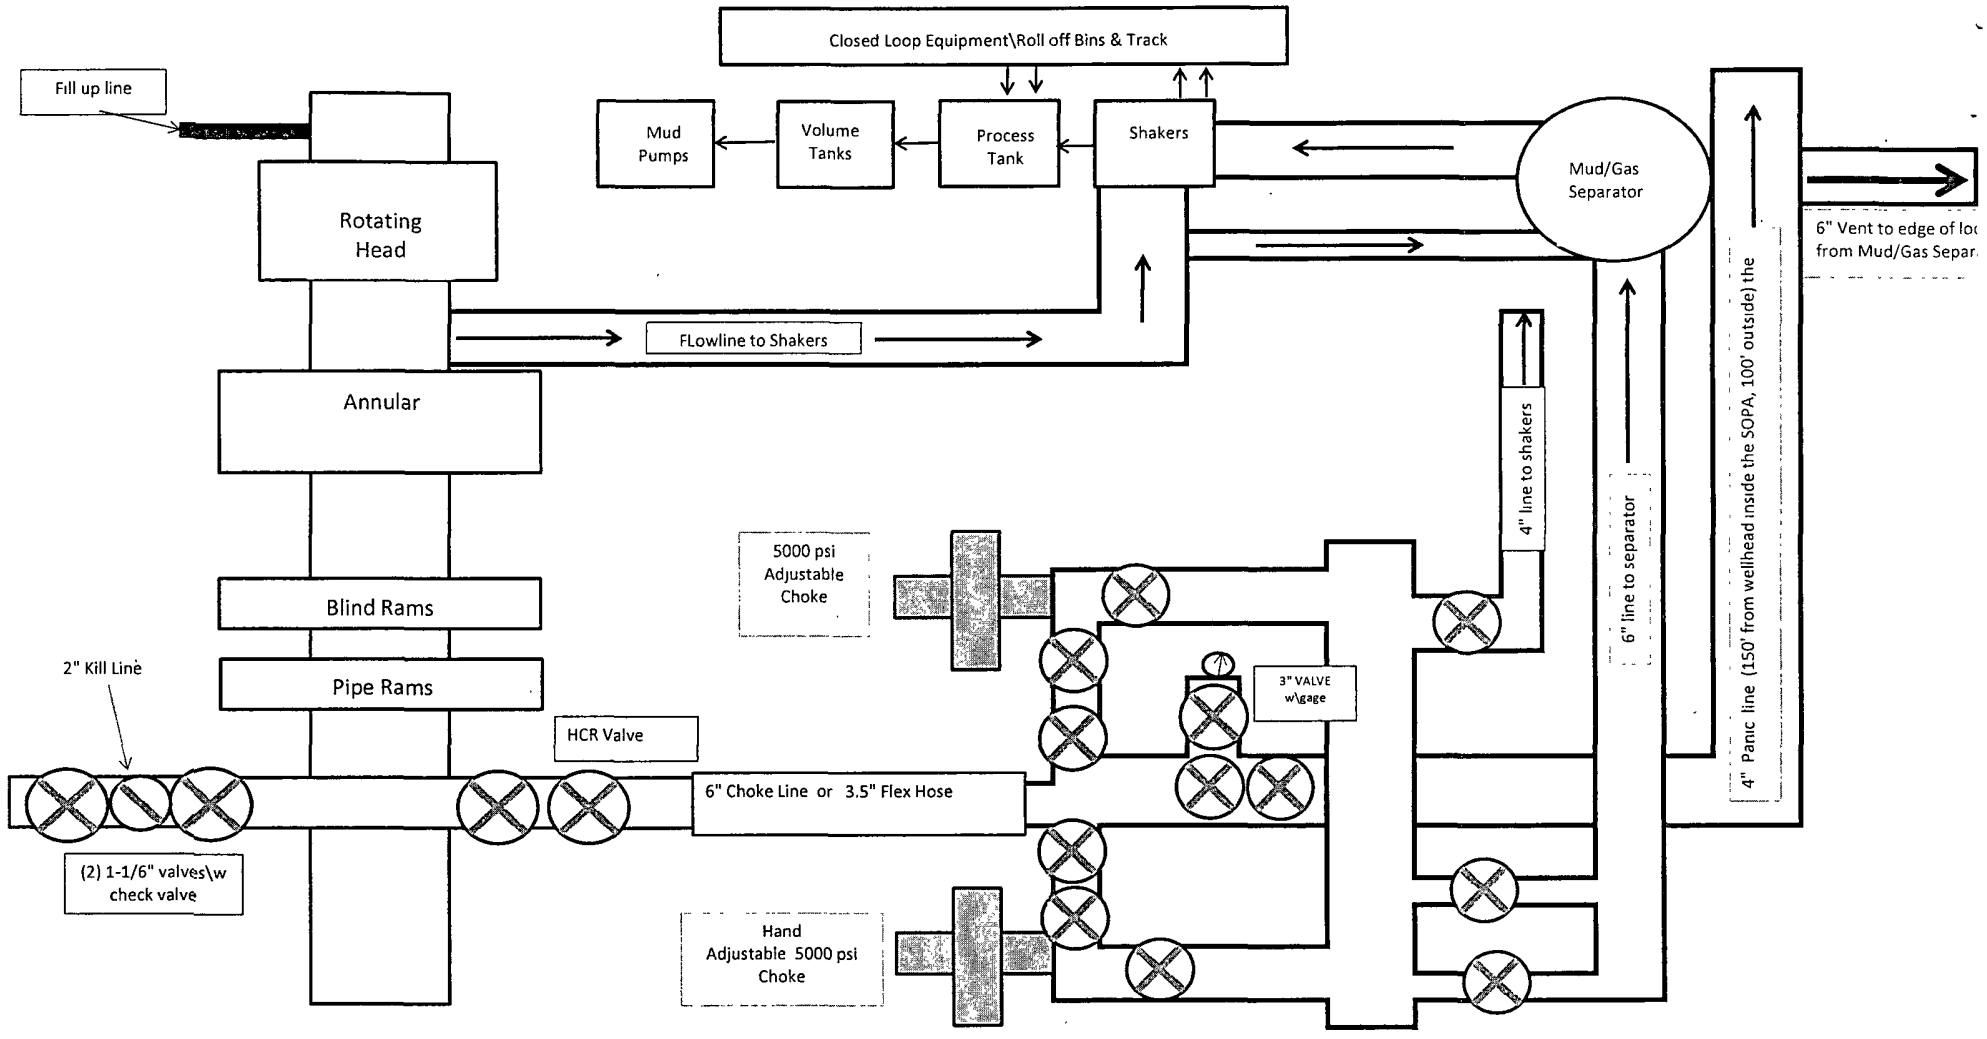 Closed Loop Equipment\Roll off Bins & Track
Fill up line
Mud
Pumps
Volume
Tanks
Process
Tank
Shakers
Mud/Gas
Separator
Rotating
Head
6" Vent to edge of
from Mud/Gas
FLowline to Shakers
Annular
4" line to shakers
6" line to separator
4" Panic line (150' from wellhead inside the SOPA, 100' outside) the
5000 psi
Adjustable
Choke
Blind Rams
2" Kill Line
Pipe Rams
3" VALVE
w\gage
HCR Valve
6" Choke Line or 3.5" Flex Hose
(2) 1-1/6" valves\w
check valve
Hand
Adjustable 5000 psi
Choke